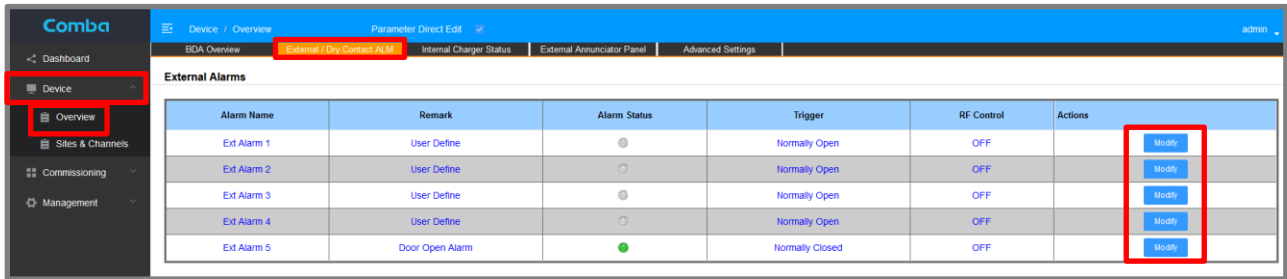 Comba
Device / Overview Parameter Direct Edit admin
BDA Overview External / Dry Contact ALM Internal Charger Status External Annunciator Panel Advanced Settings
Dashboard
Device
Overview
Sites & Channels
Commissioning
Management
External Alarms
Alarm Name Remark Alarm Status Trigger RF Control Actions
Ext Alarm 1 User Define Normally Open OFF Modify
Ext Alarm 2 User Define Normally Open OFF Modify
Ext Alarm 3 User Define Normally Open OFF Modify
Ext Alarm 4 User Define Normally Open OFF Modify
Ext Alarm 5 Door Open Alarm Normally Closed OFF Modify